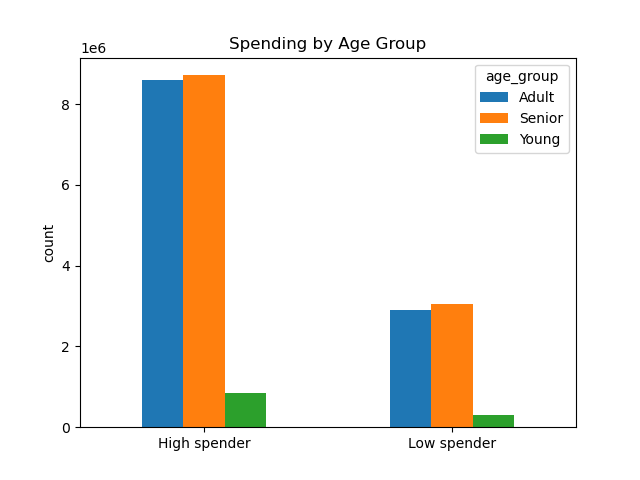 Spending by Age Group
1e6
age_group
Adult
Senior
Young
8
6
4
2
0
count
High spender
Low spender